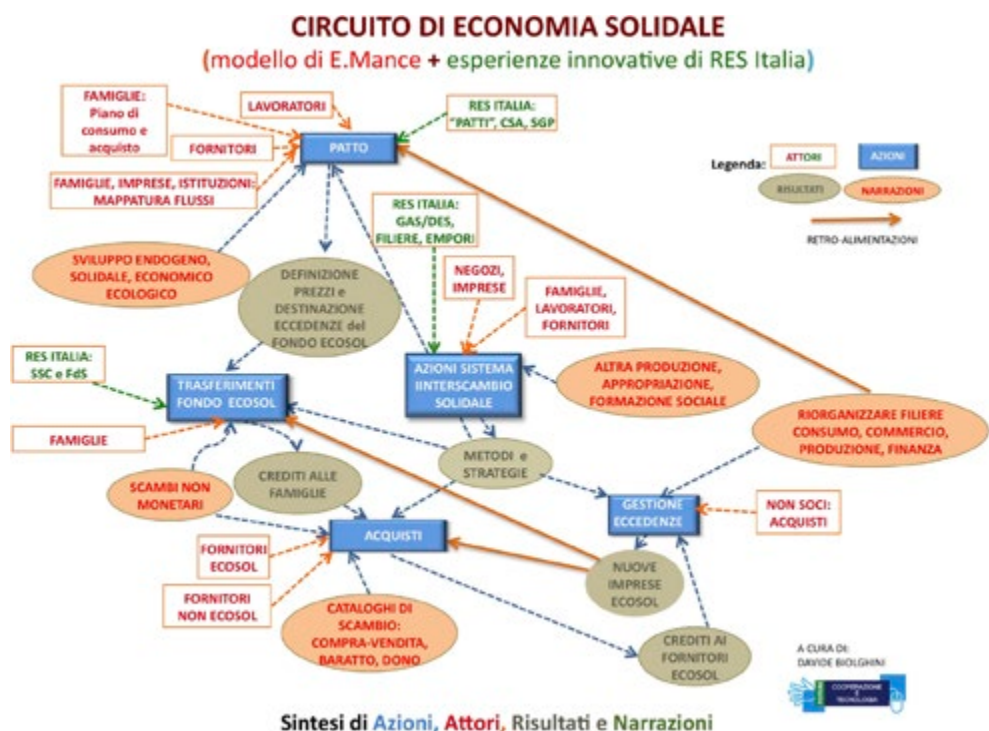 CIRCUITO DI ECONOMIA SOLIDALE
(modello di E.Mance + esperienze innovative di RES Italia)
FAMIGLIE:
Piano di
consumo e
acquisto
LAVORATORI
RES ITALIA:
"PATTI", CSA, SGP
FORNITORI
PATTO
FAMIGLIE, IMPRESE, ISTITUZIONI:
MAPPATURA FLUSSI
Legenda:
ATTORI
AZIONI
RISULTATI
NARRAZIONI
RETRO-ALIMENTAZIONI
RES ITALIA:
GAS/DES,
FILIERE, EMPORI
SVILUPPO ENDOGENO,
SOLIDALE, ECONOMICO
ECOLOGICO
DEFINIZIONE
PREZZI e
DESTINAZIONE
ECCEDENZE del
FONDO ECOSOL
NEGOZI,
IMPRESE
FAMIGLIE,
LAVORATORI,
FORNITORI
RES ITALIA:
SSC e FdS
TRASFERIMENTI
FONDO ECOSOL
AZIONI SISTEMA
IINTERSCAMBIO
SOLIDALE
ALTRA PRODUZIONE,
APPROPRIAZIONE,
FORMAZIONE SOCIALE
RIORGANIZZARE FILIERE
CONSUMO, COMMERCIO,
PRODUZIONE, FINANZA
FAMIGLIE
METODI e
STRATEGIE
SCAMBI NON
MONETARI
CREDITI ALLE
FAMIGLIE
GESTIONE
ECCEDENZE
NON SOCI:
ACQUISTI
ACQUISTI
FORNITORI
ECOSOL
NUOVE
IMPRESE
ECOSOL
FORNITORI
NON ECOSOL
CATALOGHI DI
SCAMBIO:
COMPRA-VENDITA,
BARATTO, DONO
CREDITI AI
FORNITORI
ECOSOL
A CURA DI:
DAVIDE BIOLGHINI
COOPERAZIONE
E
TECNOLOGIA
Sintesi di Azioni, Attori, Risultati e Narrazioni